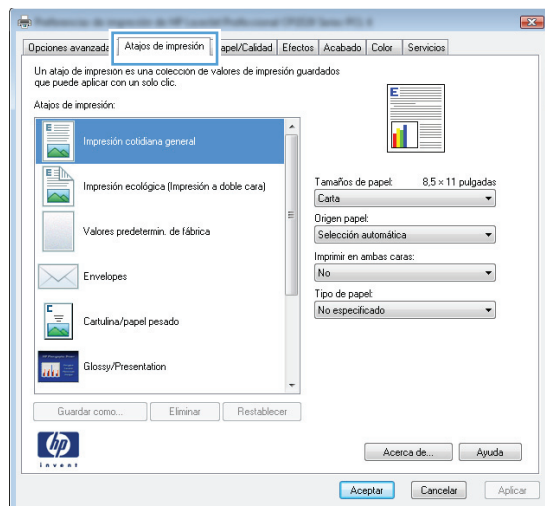 Opciones avanzadas Atajos de impresión apel/Calidad Efectos Acabado Color Servicios
Un atajo de impresión es una colección de valores de impresión guardados
que puede aplicar con un solo clic.
Atajos de impresión:
Impresión cotidiana general
Impresión ecológica (Impresión a doble cara)
Valores predetermin. de fábrica
Envelopes
Cartulina/papel pesado
Glossy/Presentation
Guardar como... Eliminar Restablecer
E
Tamaños de papel: 8,5 × 11 pulgadas
Carta
Origen papel:
Selección automática
Imprimir en ambas caras:
No
Tipo de papel:
No especificado
hp
invent
Acerca de... Ayuda
Aceptar Cancelar Aplicar